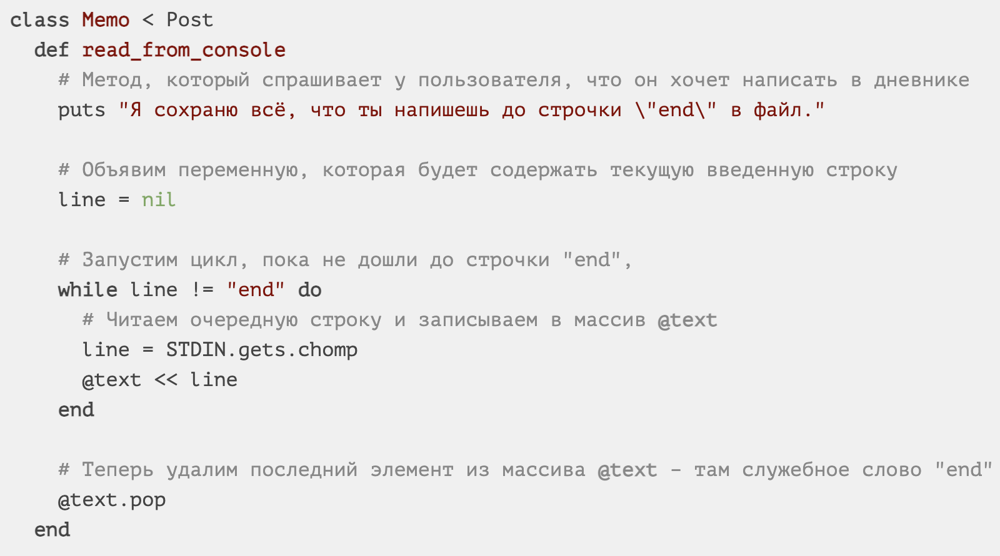 class Memo < Post
  def read_from_console
    # Метод, который спрашивает у пользователя, что он хочет написать в дневнике
    puts "Я сохраню всё, что ты напишешь до строчки \"end\" в файл."

    # Объявим переменную, которая будет содержать текущую введенную строку
    line = nil

    # Запустим цикл, пока не дошли до строчки "end",
    while line != "end" do
      # Читаем очередную строку и записываем в массив @text
      line = STDIN.gets.chomp
      @text << line
    end

    # Теперь удалим последний элемент из массива @text – там служебное слово "end"
    @text.pop
  end